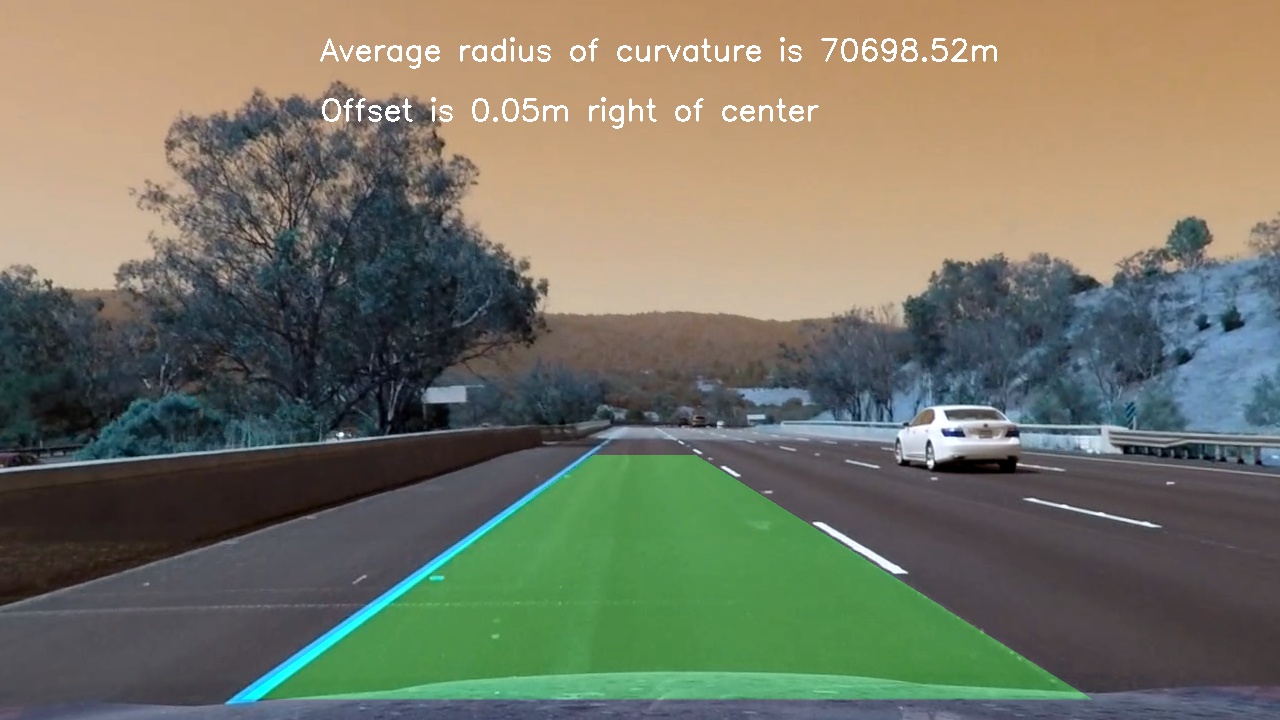 Average radius of curvature is 70698.52m
Offset is 0.05m right of center